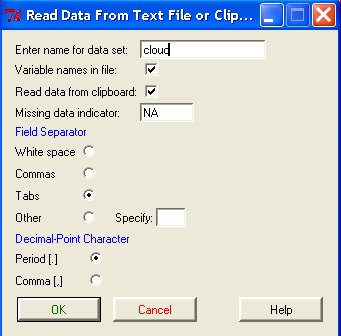 Read Data From Text File or Clip...
Enter name for data set: cloud
Variable names in file:
Read data from clipboard:
Missing data indicator: NA
Field Separator
White space
Commas
Tabs
Other Specify:
Decimal-Point Character
Period [.]
Comma [,]
OK Cancel Help